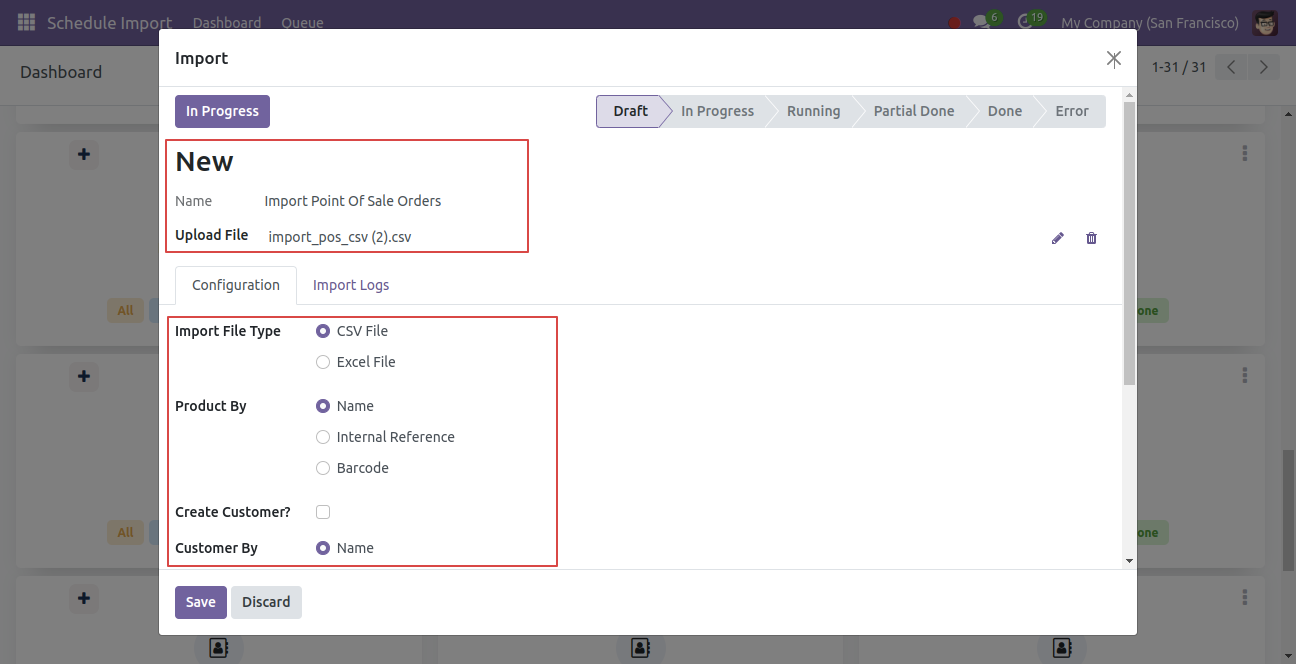 Schedule Import Dashboard Queue 6 19 My Company (San Francisco)
Dashboard 1-31 / 31
Import
In Progress Draft In Progress Running Partial Done Done Error
New
Name Import Point Of Sale Orders
Upload File import_pos_csv (2).csv
Configuration Import Logs
All one
Import File Type CSV File
Excel File
Product By Name
Internal Reference
Barcode
Create Customer?
All one
Customer By Name
Save Discard